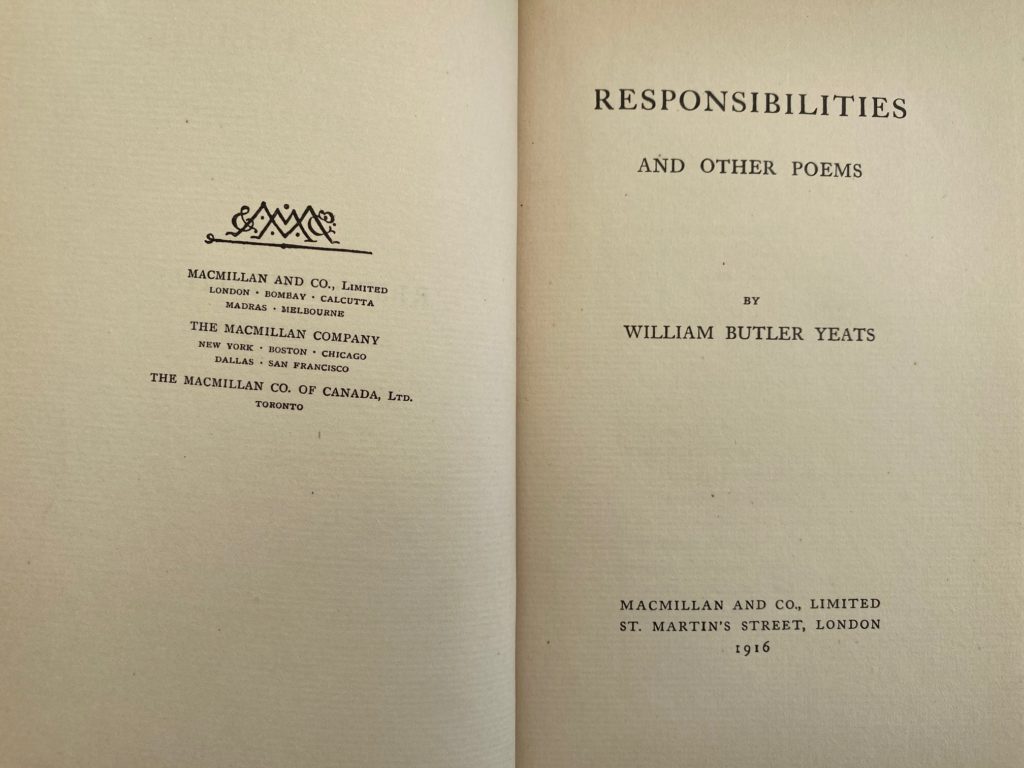 MACMILLAN AND CO., LIMITED
LONDON · BOMBAY · CALCUTTA
MADRAS · MELBOURNE
THE MACMILLAN COMPANY
NEW YORK · BOSTON · CHICAGO
DALLAS · SAN FRANCISCO
THE MACMILLAN CO. OF CANADA, LTD.
TORONTO
RESPONSIBILITIES
AND OTHER POEMS
BY
WILLIAM BUTLER YEATS
MACMILLAN AND CO., LIMITED
ST. MARTIN'S STREET, LONDON
1916